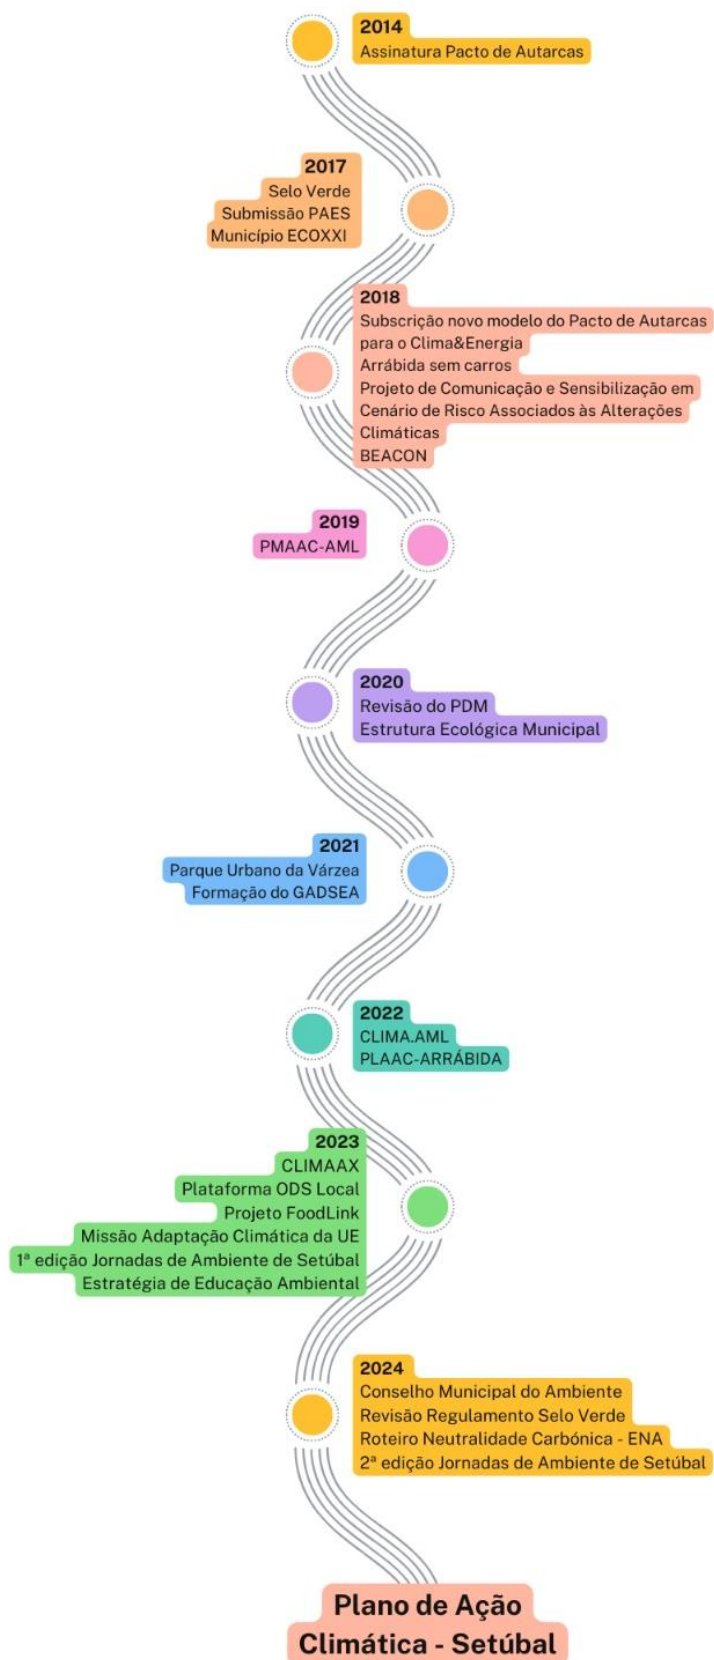 2014
Assinatura Pacto de Autarcas
2017
Selo Verde
Submissão PAES
Município ECOXXI
2018
Subscrição novo modelo do Pacto de Autarcas
para o Clima&Energia
Arrábida sem carros
Projeto de Comunicação e Sensibilização em
Cenário de Risco Associados às Alterações
Climáticas
BEACON
2019
PMAAC-AML
2020
Revisão do PDM
Estrutura Ecológica Municipal
2021
Parque Urbano da Várzea
Formação do GADSEA
2022
CLIMA.AML
PLAAC-ARRÁBIDA
2023
CLIMAAX
Plataforma ODS Local
Projeto FoodLink
Missão Adaptação Climática da UE
1ª edição Jornadas de Ambiente de Setúbal
Estratégia de Educação Ambiental
2024
Conselho Municipal do Ambiente
Revisão Regulamento Selo Verde
Roteiro Neutralidade Carbónica - ENA
2ª edição Jornadas de Ambiente de Setúbal
Plano de Ação
Climática - Setúbal